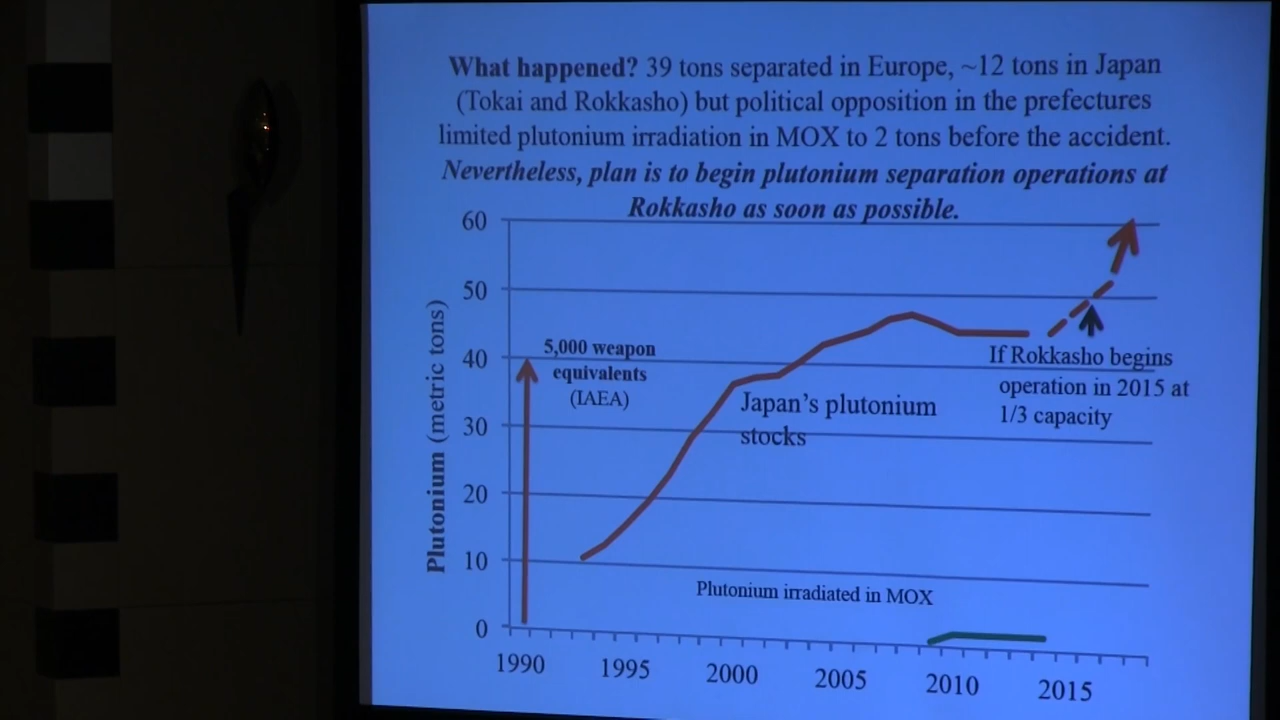 What happened? 39 tons separated in Europe, ~12 tons in Japan
(Tokai and Rokkasho) but political opposition in the prefectures
limited plutonium irradiation in MOX to 2 tons before the accident.
Nevertheless, plan is to begin plutonium separation operations at
Rokkasho as soon as possible.
Plutonium (metric tons)
60
50
40
30
20
10
0
5,000 weapon
equivalents
(IAEA)
Japan's plutonium
stocks
If Rokkasho begins
operation in 2015 at
1/3 capacity
Plutonium irradiated in MOX
1990
1995
2000
2005
2010
2015